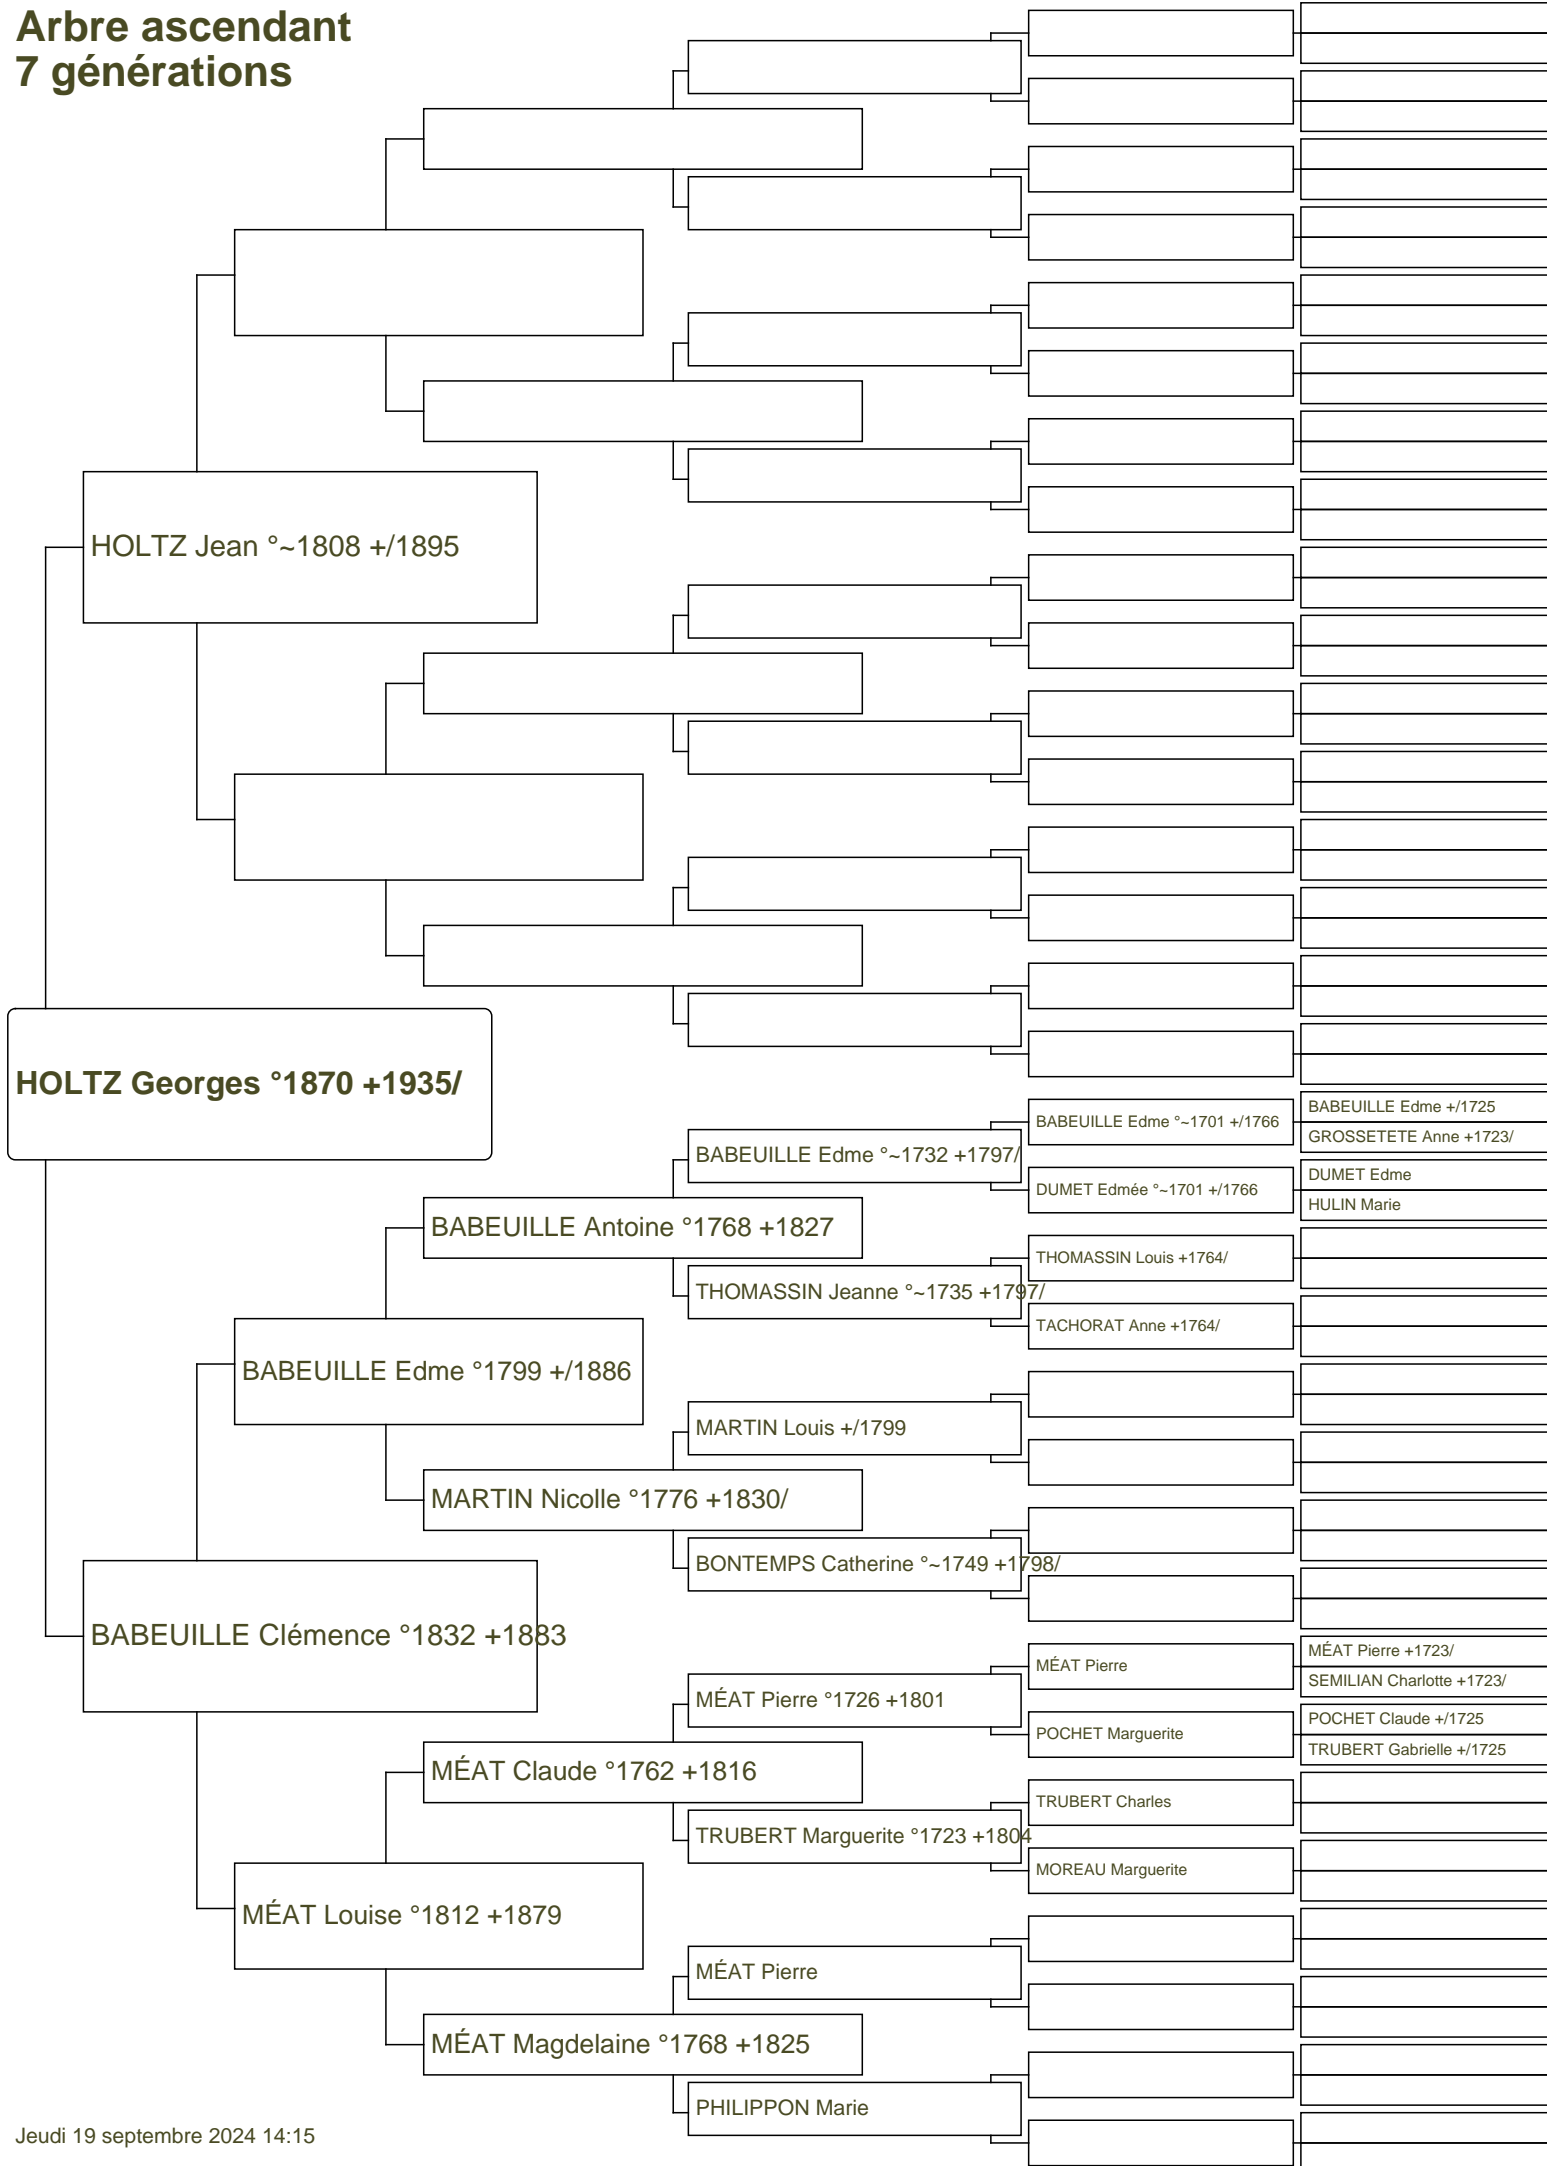 Arbre ascendant
7 générations
HOLTZ Jean °~1808 +/1895
HOLTZ Georges °1870 +1935/
BABEUILLE Edme °~1701 +/1766
BABEUILLE Edme +/1725
GROSSETETE Anne +1723/
BABEUILLE Edme °~1732 +1797/
DUMET Edmée °~1701 +/1766
DUMET Edme
HULIN Marie
BABEUILLE Antoine °1768 +1827
THOMASSIN Louis +1764/
THOMASSIN Jeanne °~1735 +1797/
TACHORAT Anne +1764/
BABEUILLE Edme °1799 +/1886
MARTIN Louis +/1799
MARTIN Nicolle °1776 +1830/
BONTEMPS Catherine °~1749 +1798/
BABEUILLE Clémence °1832 +1883
MÉAT Pierre
MÉAT Pierre +1723/
SEMILIAN Charlotte +1723/
MÉAT Pierre °1726 +1801
POCHET Marguerite
POCHET Claude +/1725
TRUBERT Gabrielle +/1725
MÉAT Claude °1762 +1816
TRUBERT Charles
TRUBERT Marguerite °1723 +1804
MOREAU Marguerite
MÉAT Louise °1812 +1879
MÉAT Pierre
MÉAT Magdelaine °1768 +1825
PHILIPPON Marie
Jeudi 19 septembre 2024 14:15